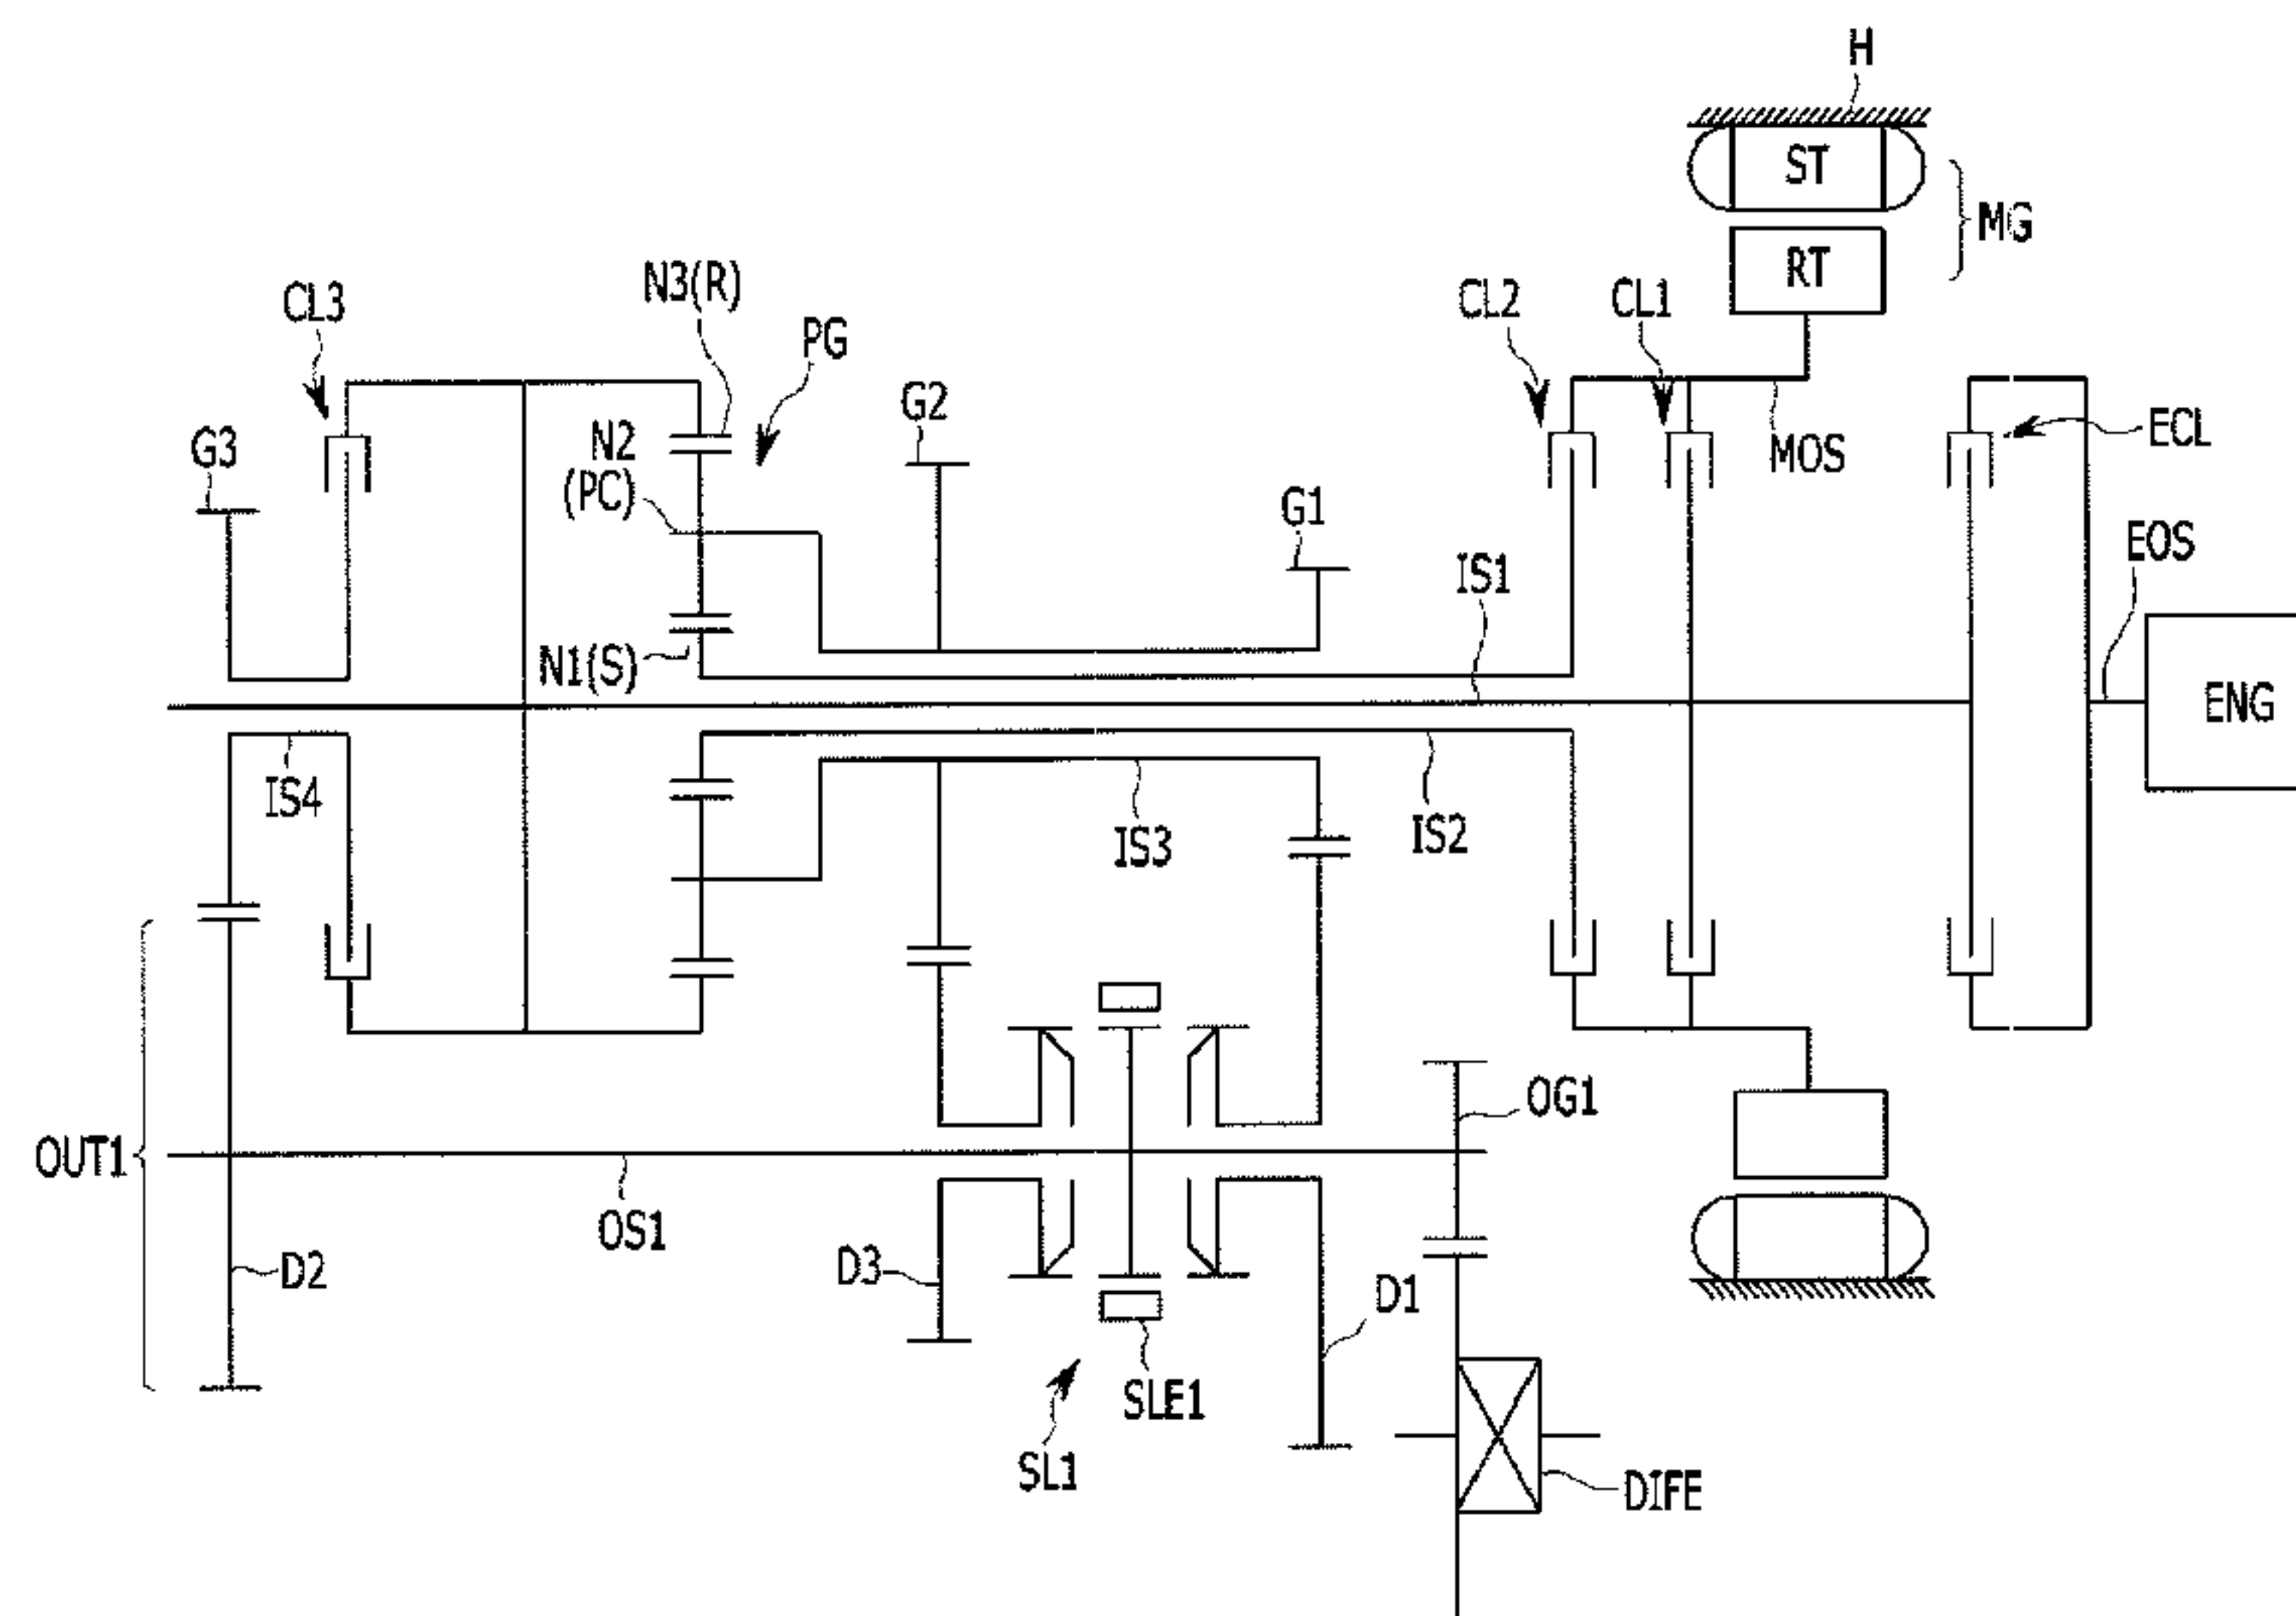 H
ST
MG
RT
N3(R)
CL2
CL1
CL3
PG
G2
N2
(PC)
G3
MOS
ECL
G1
EOS
IS1
N1(S)
ENG
IS4
IS3
IS2
OG1
OUT1
OS1
D3
D2
D1
SLE1
SL1
DIFE